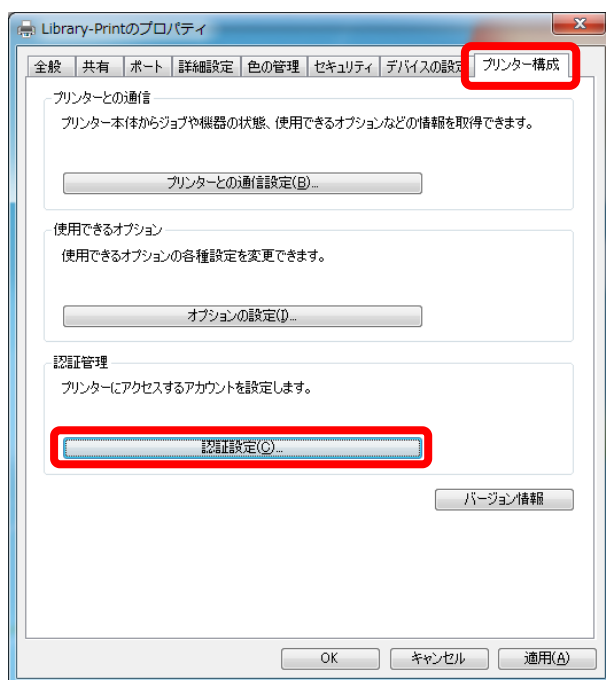 Library-Printのプロパティ
全般 共有 ポート 詳細設定 色の管理 セキュリティ デバイスの設定 プリンター構成
プリンターとの通信
プリンター本体からジョブや機器の状態、使用できるオプションなどの情報を取得できます。
プリンターとの通信設定(B)...
使用できるオプション
使用できるオプションの各種設定を変更できます。
オプションの設定(I)...
認証管理
プリンターにアクセスするアカウントを設定します。
認証設定(C)...
バージョン情報
OK キャンセル 適用(A)